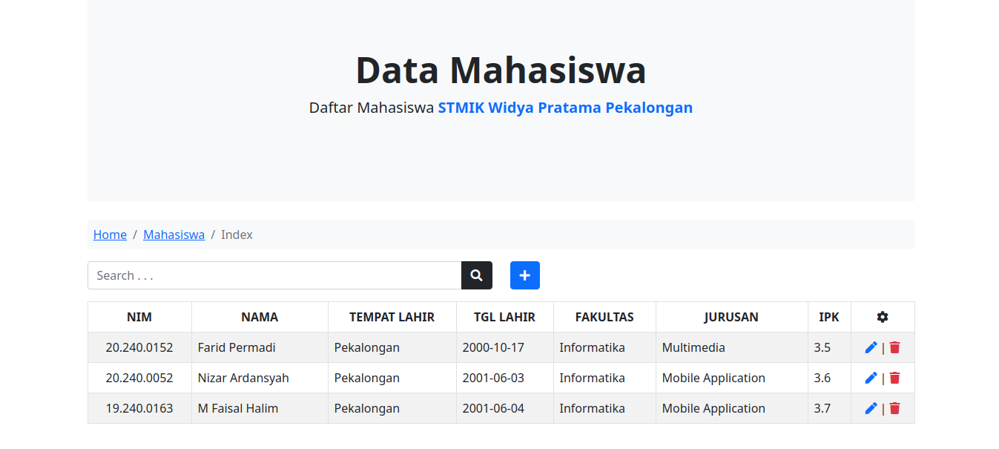 Data Mahasiswa
Daftar Mahasiswa STMIK Widya Pratama Pekalongan
Home / Mahasiswa / Index
Search . . .
NIM NAMA TEMPAT LAHIR TGL LAHIR FAKULTAS JURUSAN IPK
20.240.0152 Farid Permadi Pekalongan 2000-10-17 Informatika Multimedia 3.5 |
20.240.0052 Nizar Ardansyah Pekalongan 2001-06-03 Informatika Mobile Application 3.6 |
19.240.0163 M Faisal Halim Pekalongan 2001-06-04 Informatika Mobile Application 3.7 |